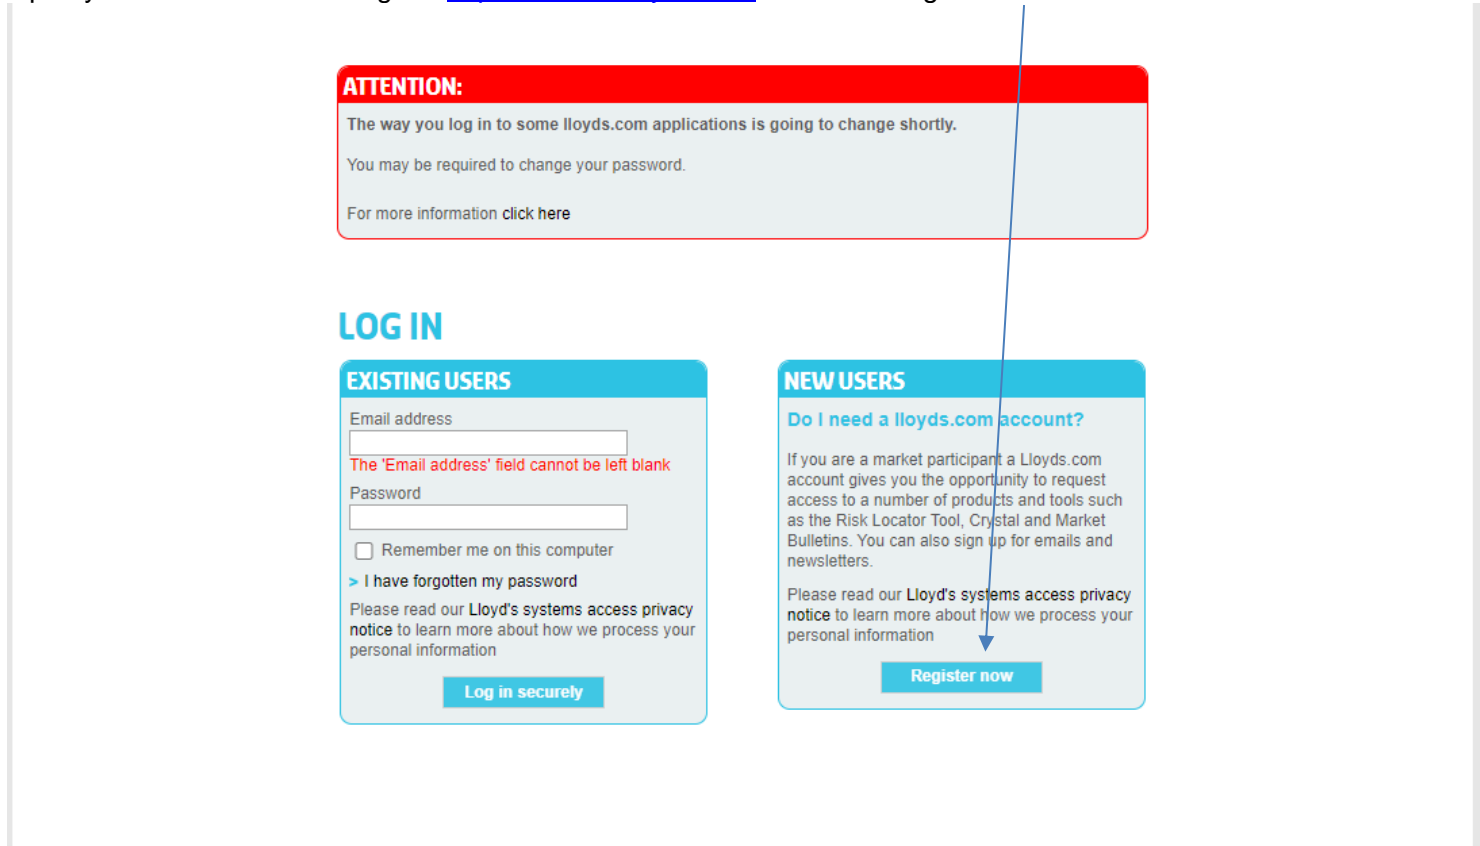 ATTENTION:
The way you log in to some lloyds.com applications is going to change shortly.
You may be required to change your password.
For more information click here
LOG IN
EXISTING USERS
Email address
The 'Email address' field cannot be left blank
Password
Remember me on this computer
> I have forgotten my password
Please read our Lloyd's systems access privacy
notice to learn more about how we process your
personal information
Log in securely
NEW USERS
Do I need a lloyds.com account?
If you are a market participant a Lloyds.com
account gives you the opportunity to request
access to a number of products and tools such
as the Risk Locator Tool, Crystal and Market
Bulletins. You can also sign up for emails and
newsletters.
Please read our Lloyd's systems access privacy
notice to learn more about how we process your
personal information
Register now